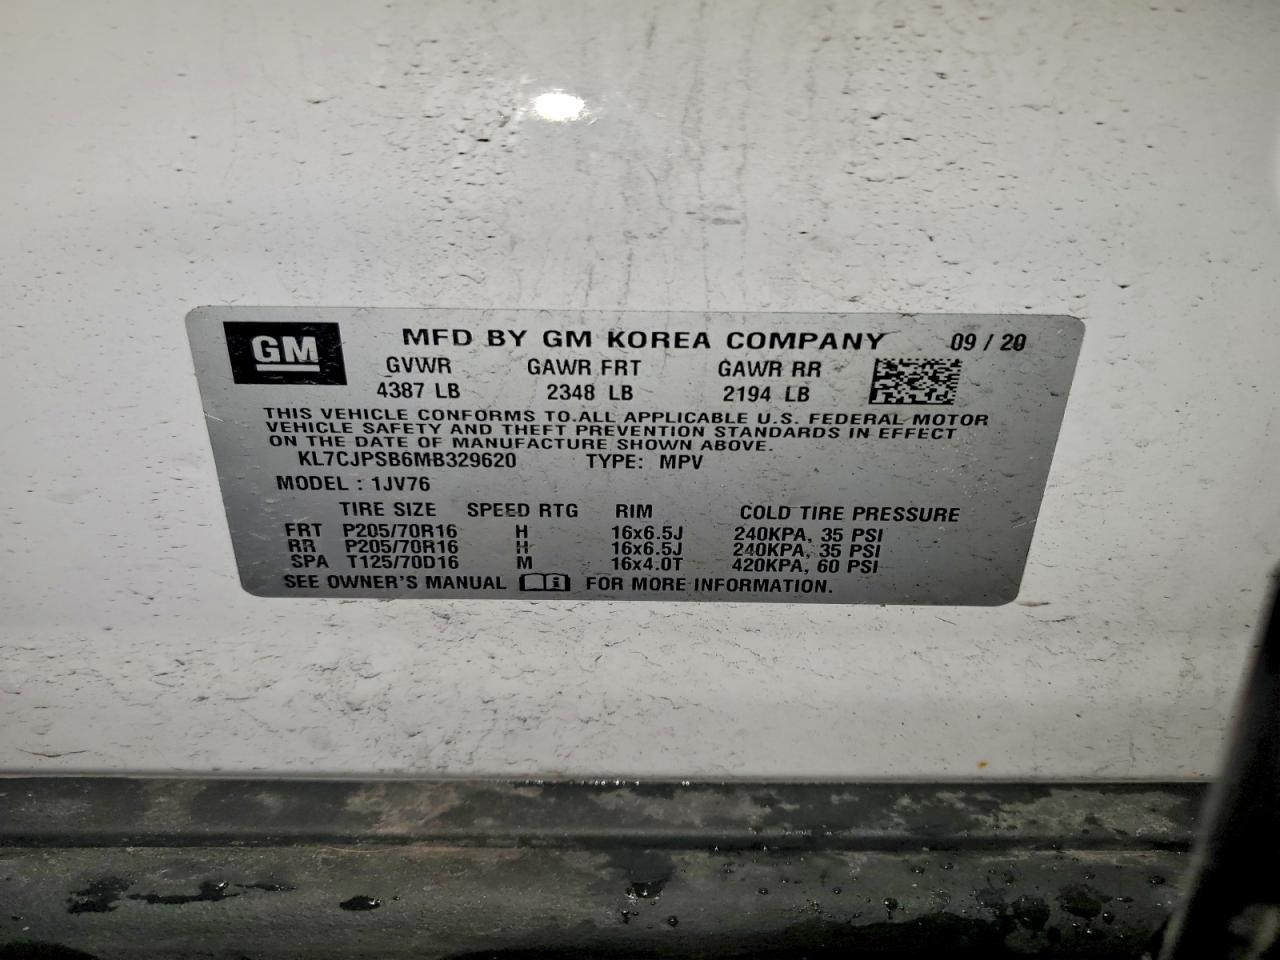 GM MFD BY GM KOREA COMPANY 09 / 20
GVWR GAWR FRT GAWR RR
4387 LB 2348 LB 2194 LB
THIS VEHICLE CONFORMS TO ALL APPLICABLE U.S. FEDERAL MOTOR
VEHICLE SAFETY AND THEFT PREVENTION STANDARDS IN EFFECT
ON THE DATE OF MANUFACTURE SHOWN ABOVE.
KL7CJPSB6MB329620 TYPE: MPV
MODEL : 1JV76
TIRE SIZE SPEED RTG RIM COLD TIRE PRESSURE
FRT P205/70R16 H 16x6.5J 240KPA, 35 PSI
RR P205/70R16 H 16x6.5J 240KPA, 35 PSI
SPA T125/70D16 M 16x4.0T 420KPA, 60 PSI
SEE OWNER'S MANUAL FOR MORE INFORMATION.